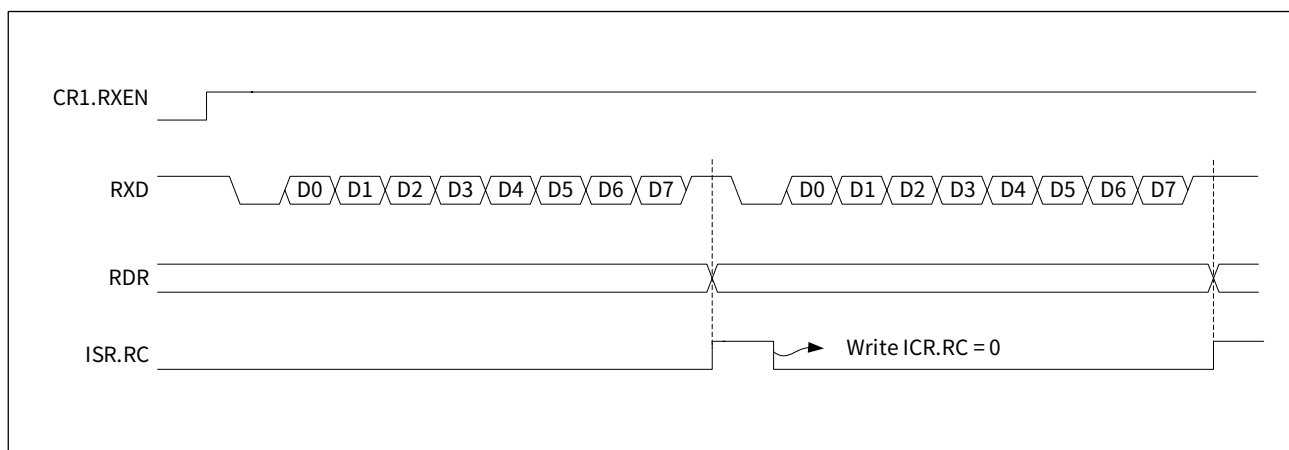 CR1.RXEN
RXD D0 D1 D2 D3 D4 D5 D6 D7 D0 D1 D2 D3 D4 D5 D6 D7
RDR
ISR.RC Write ICR.RC = 0